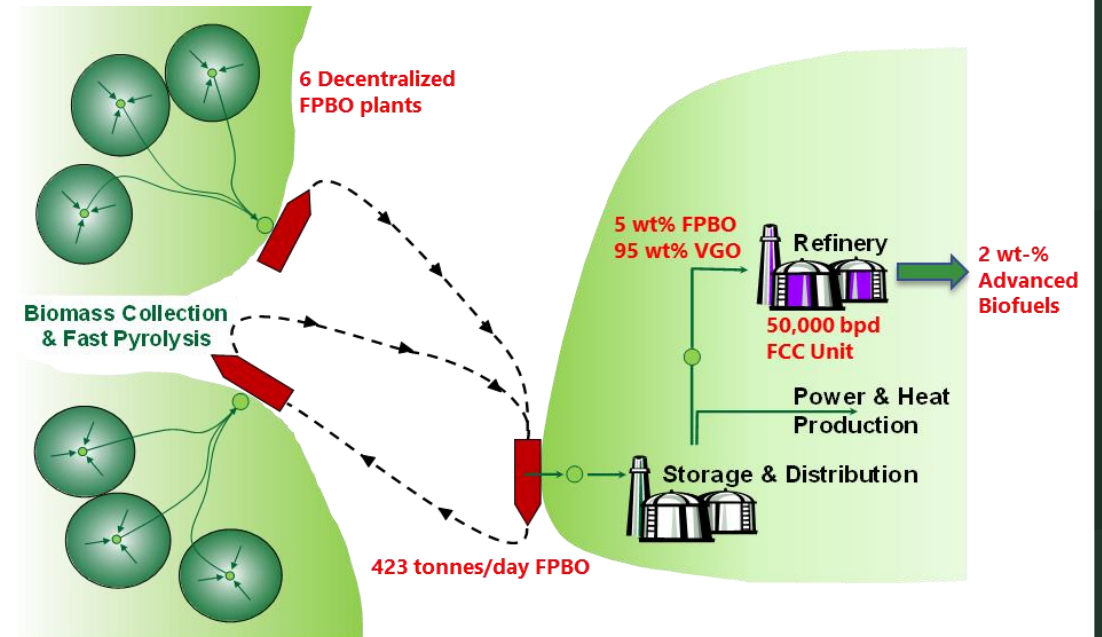 6 Decentralized
FPBO plants
Biomass Collection
& Fast Pyrolysis
5 wt% FPBO
95 wt% VGO
Refinery
50,000 bpd
FCC Unit
2 wt-%
Advanced
Biofuels
Power & Heat
Production
Storage & Distribution
423 tonnes/day FPBO